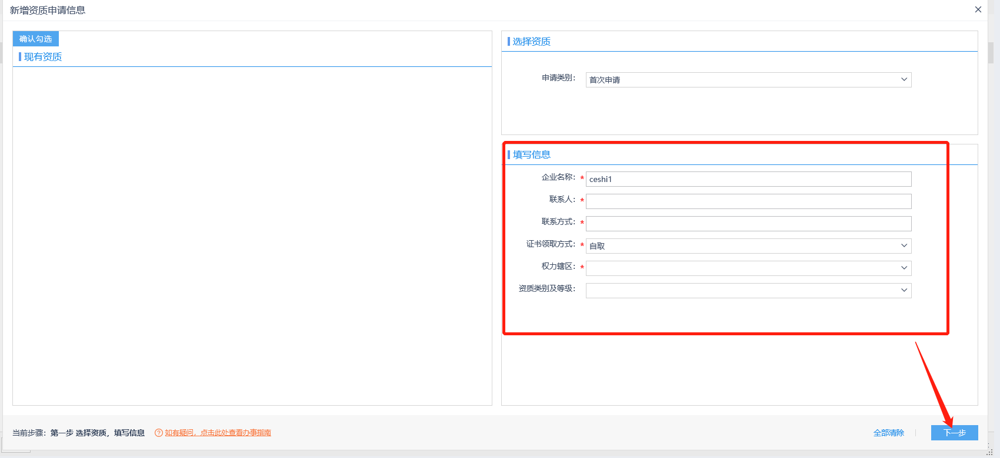 新增资质申请信息
确认勾选
现有资质
选择资质
申请类别：
首次申请
填写信息
企业名称： * ceshi1
联系人： *
联系方式： *
证书领取方式： * 自取
权力辖区： *
资质类别及等级：
当前步骤：第一步 选择资质，填写信息 ? 如有疑问，点击此处查看办事指南
全部清除
下一步